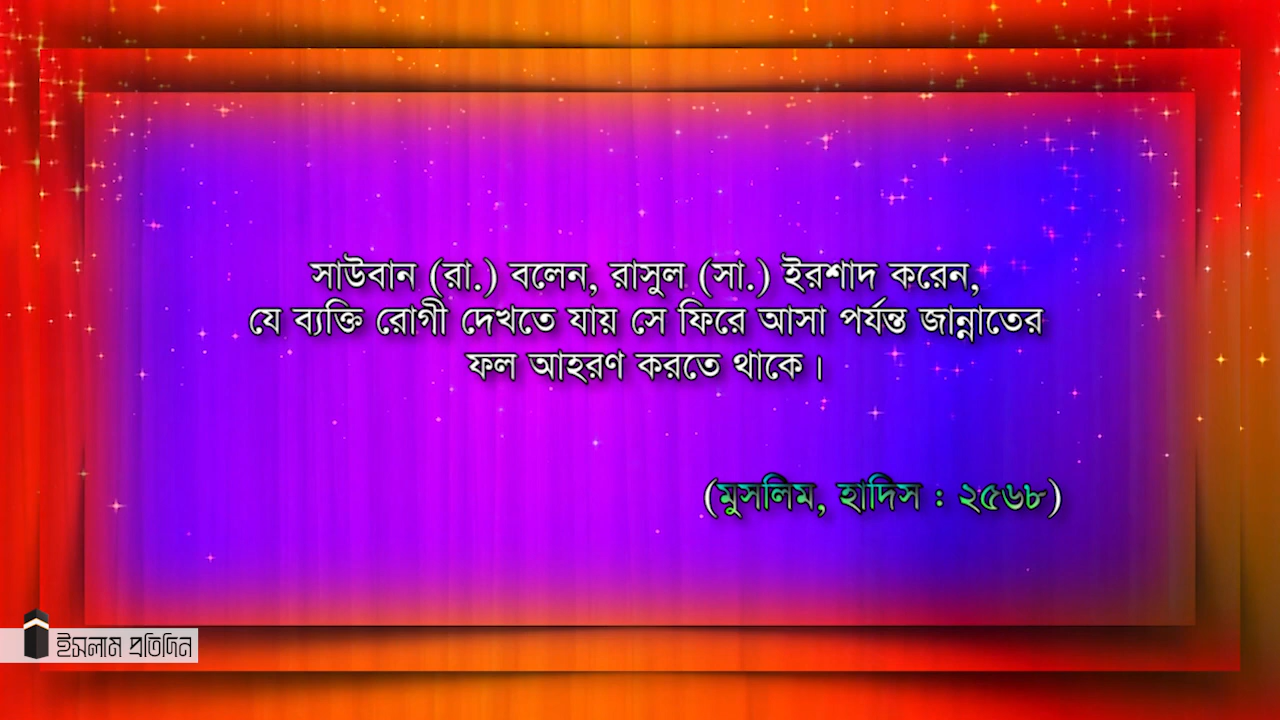 সাউবান (রা.) বলেন, রাসুল (সা.) ইরশাদ করেন,
যে ব্যক্তি রোগী দেখতে যায় সে ফিরে আসা পর্যন্ত জান্নাতের
ফল আহরণ করতে থাকে।
(মুসলিম, হাদিস : ২৫৬৮)
ইসলাম প্রতিদিন